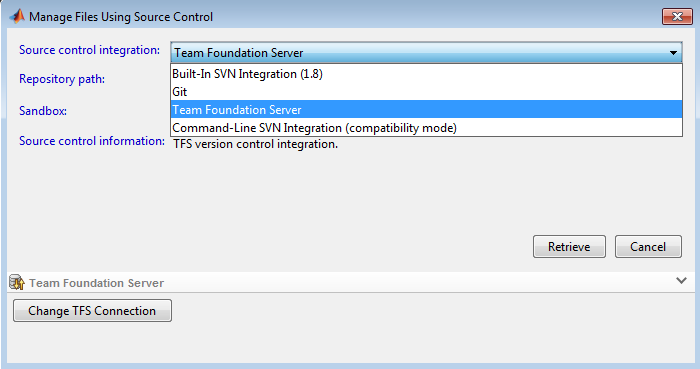 Manage Files Using Source Control
Source control integration: Team Foundation Server
Built-In SVN Integration (1.8)
Repository path:
Git
Sandbox: Team Foundation Server
Command-Line SVN Integration (compatibility mode)
Source control information: TFS version control integration.
Retrieve Cancel
Team Foundation Server
Change TFS Connection